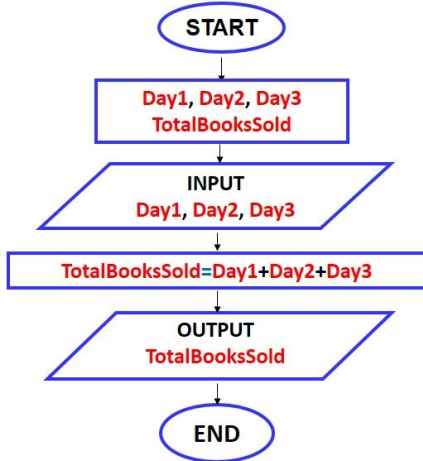 START
Day1, Day2, Day3
TotalBooksSold
INPUT
Day1, Day2, Day3
TotalBooksSold=Day1+Day2+Day3
OUTPUT
TotalBooksSold
END